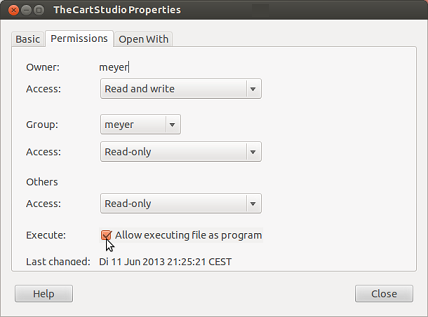 TheCartStudio Properties
Basic Permissions Open With
Owner: meyer
Access: Read and write
Group: meyer
Access: Read-only
Others
Access: Read-only
Execute: Allow executing file as program
Last changed: Di 11 Jun 2013 21:25:21 CEST
Help Close